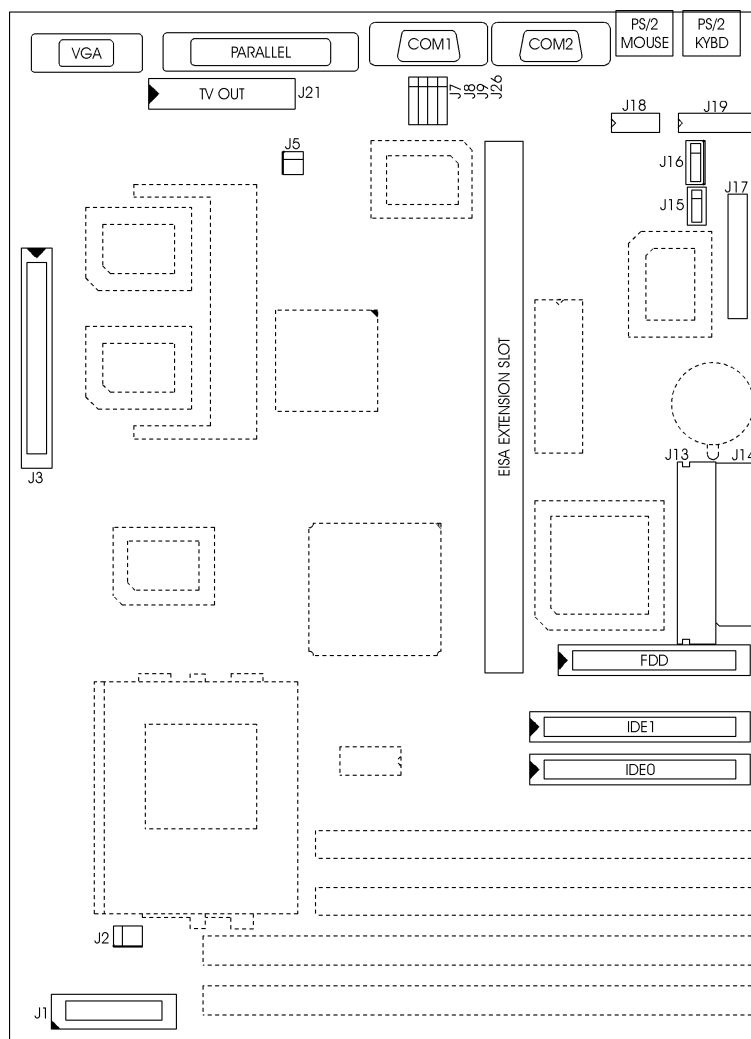 PS/2
MOUSE
PS/2
KYBD
VGA
PARALLEL
COM1
COM2
TV OUT
J21
J7
J8
J9
J26
J18
J19
J5
J16
J17
J15
EISA EXTENSION SLOT
J3
J13
J14
FDD
IDE1
IDE0
J2
J1